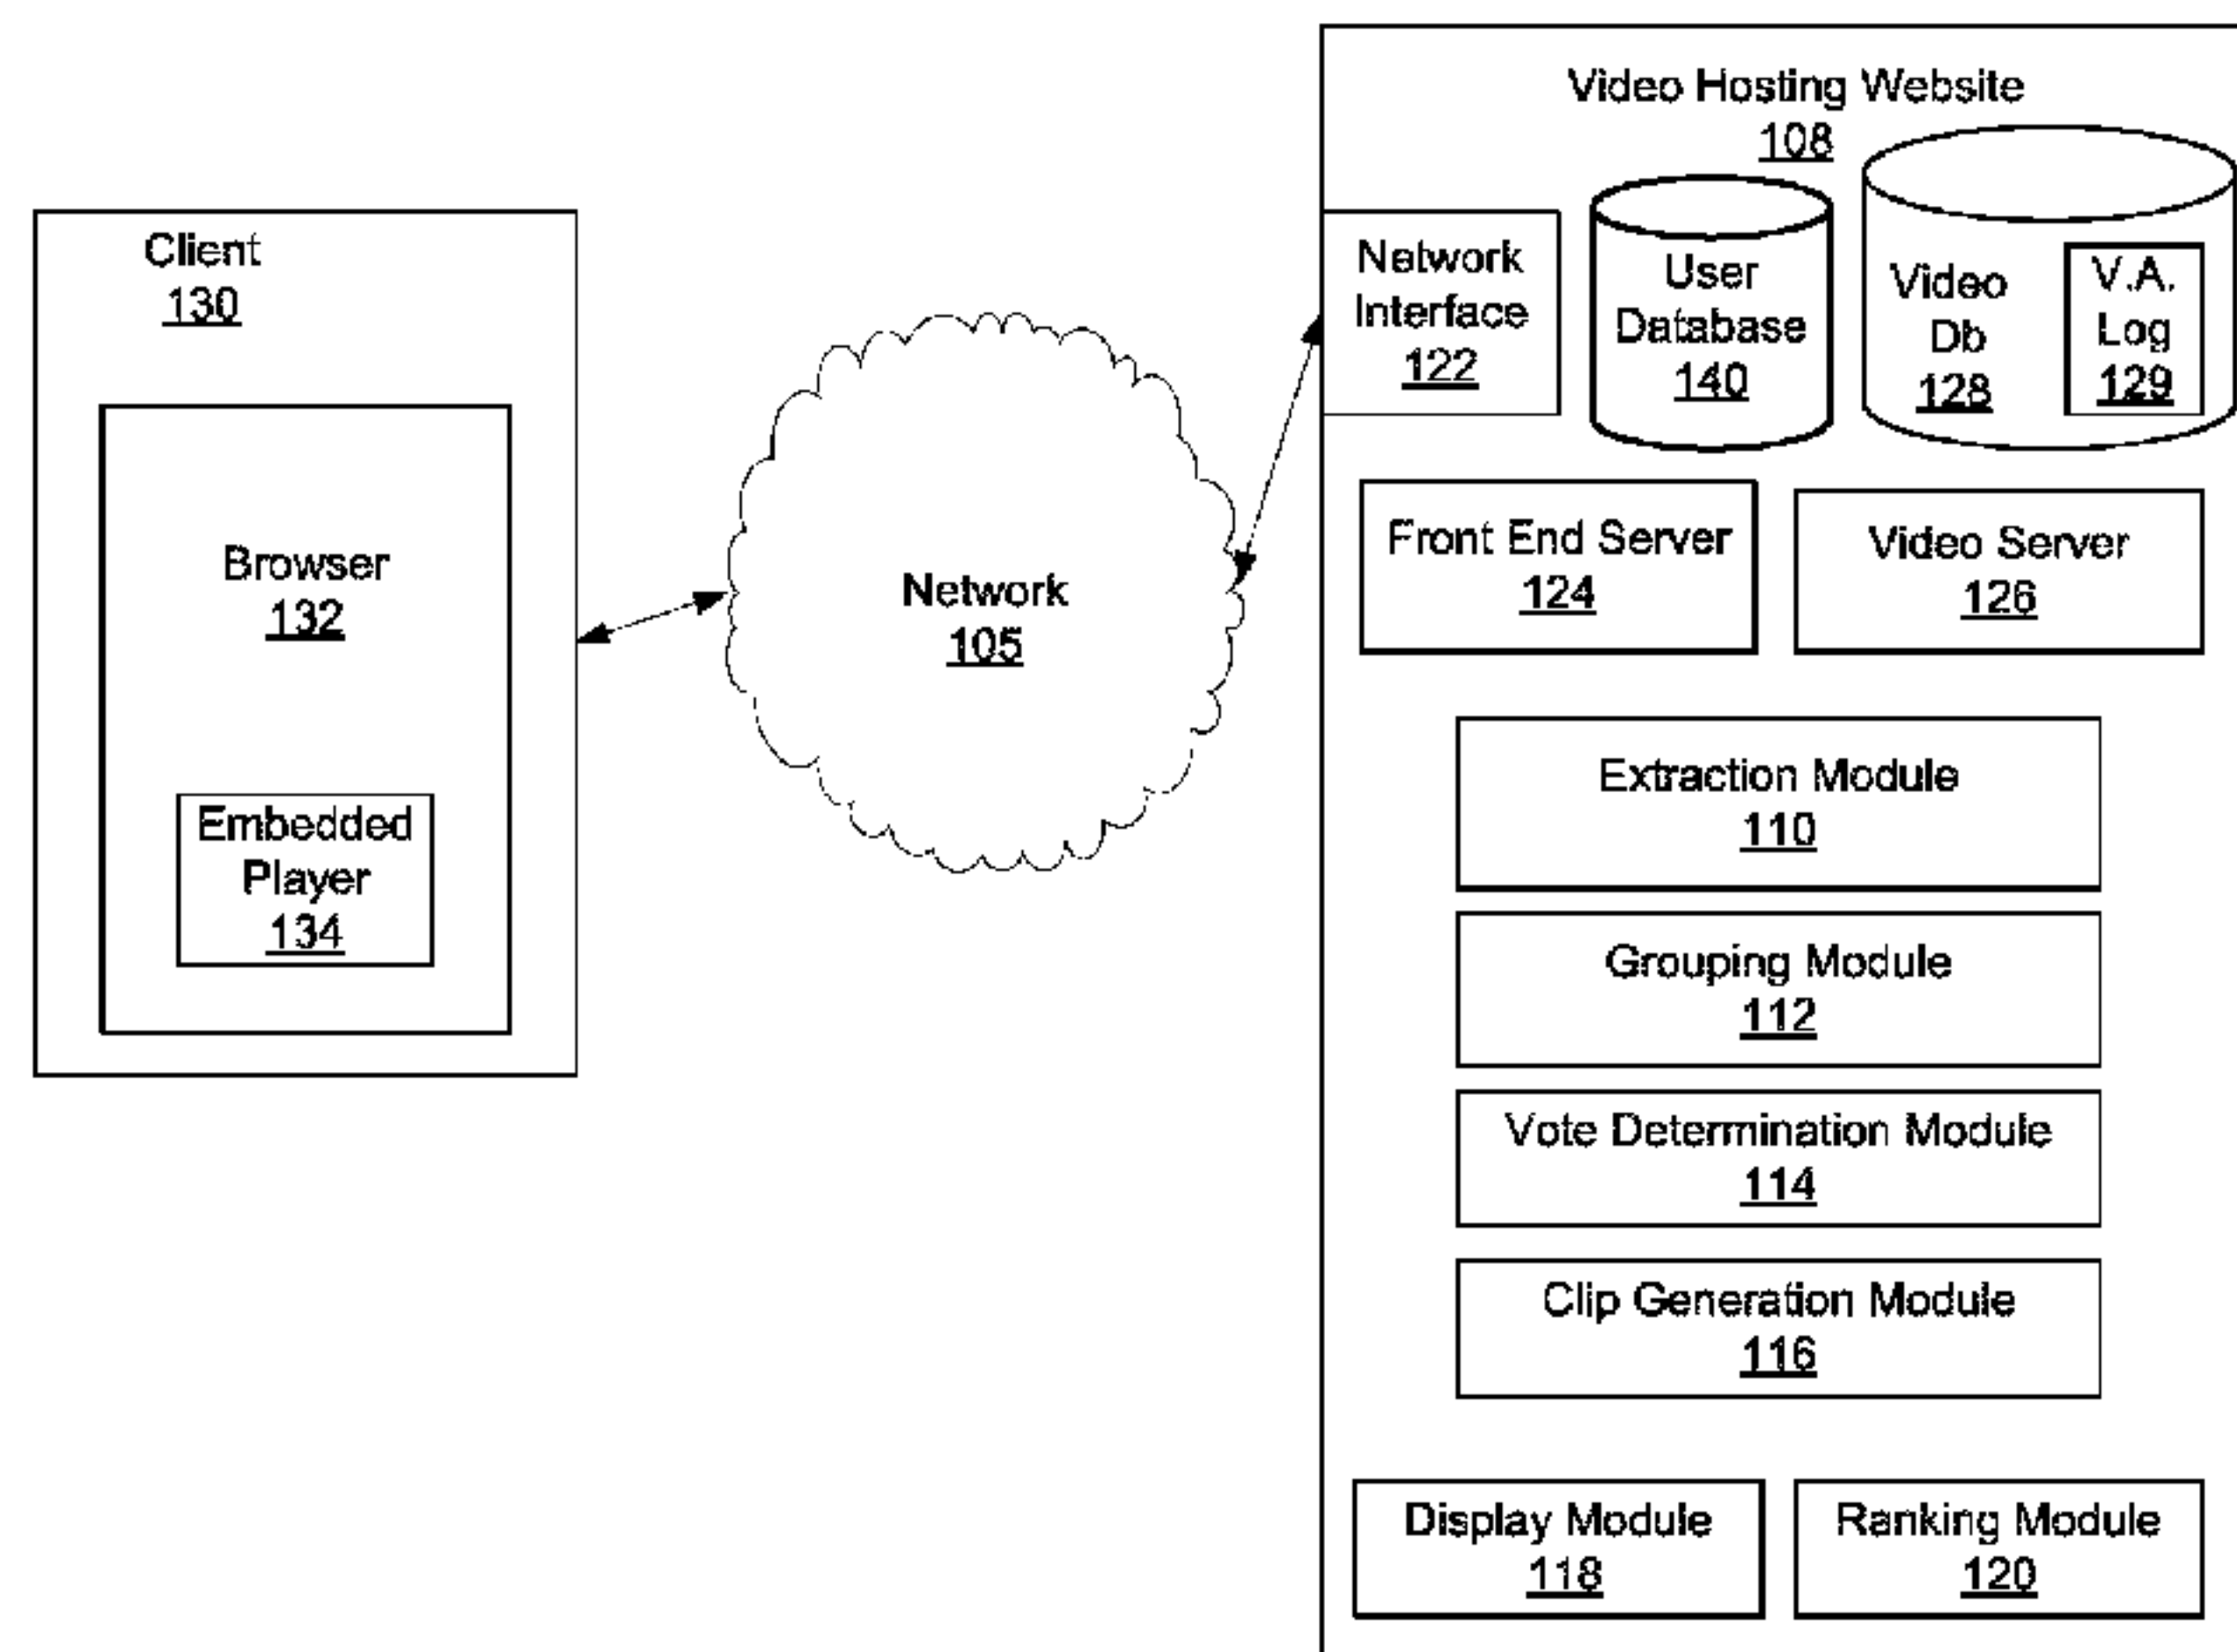 Client
130
Browser
132
Embedded
Player
134
Network
105
Video Hosting Website
108
Network
Interface
122
User
Database
140
Video
Db
128
V.A.
Log
129
Front End Server
124
Video Server
126
Extraction Module
110
Grouping Module
112
Vote Determination Module
114
Clip Generation Module
116
Display Module
118
Ranking Module
120